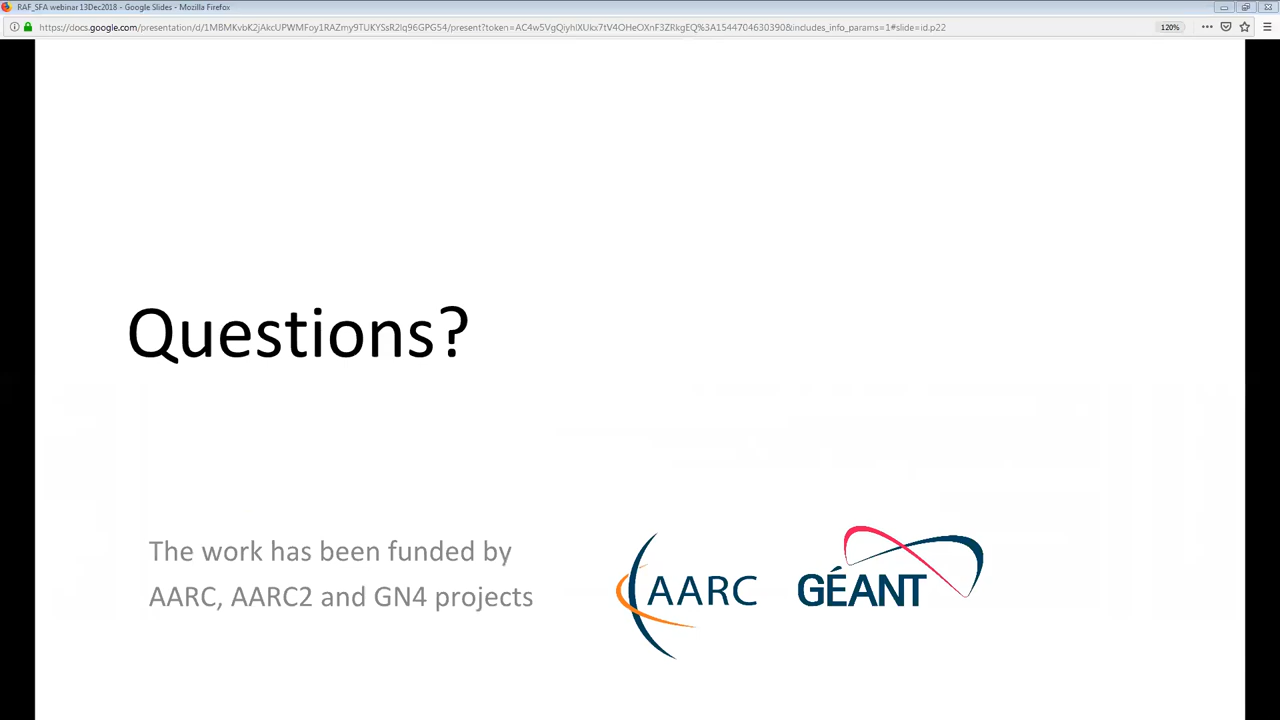 RAF_SFA webinar 13Dec2018 - Google Slides - Mozilla Firefox
https://docs.google.com/presentation/d/1MBMKvbK2jAkcUPWMFoy1RAZmy9TUKYSsR2lq96GPG54/present?token=AC4w5VgQiyhlXUkx7tV4OHeOXnF3ZRkgEQ%3A1544704630390&includes_info_params=1#slide=id.p22
120%
Questions?
The work has been funded by
AARC, AARC2 and GN4 projects
AARC
GÉANT